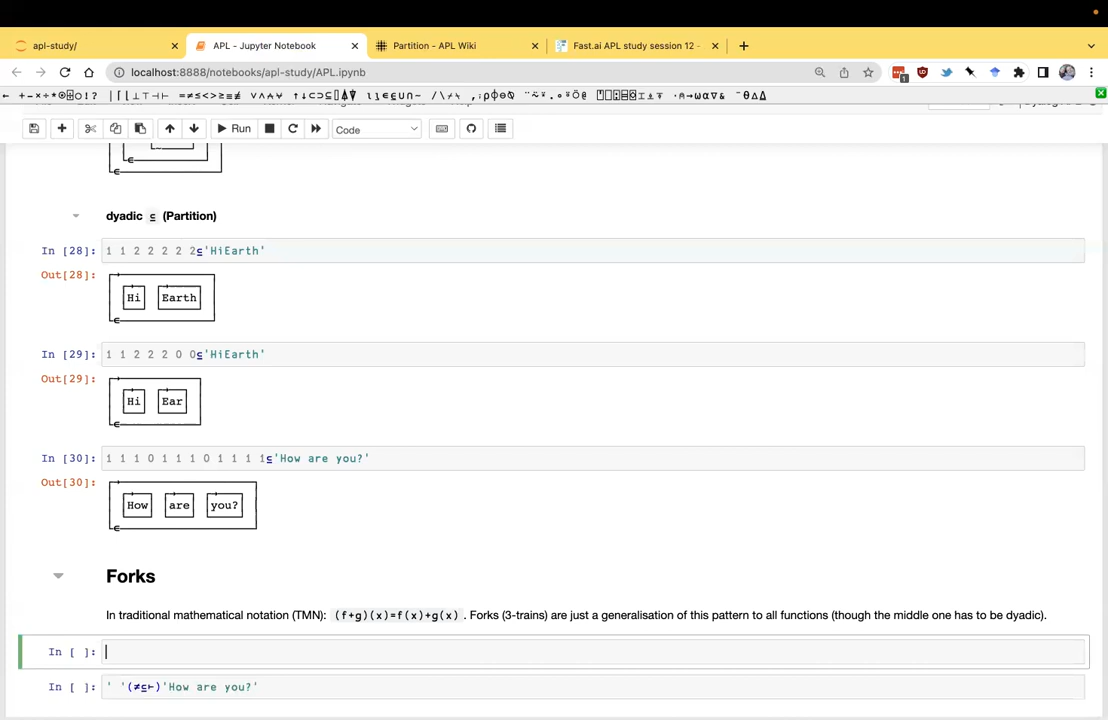 apl-study/
APL - Jupyter Notebook
Partition - APL Wiki
Fast.ai APL study session 12 -
localhost:8888/notebooks/apl-study/APL.ipynb
Run
Code
dyadic ⊆ (Partition)
In [28]: 1 1 2 2 2 2 2⊆'HiEarth'
Out[28]:
Hi Earth
In [29]: 1 1 2 2 2 0 0⊆'HiEarth'
Out[29]:
Hi Ear
In [30]: 1 1 1 0 1 1 1 0 1 1 1 1⊆'How are you?'
Out[30]:
How are you?
Forks
In traditional mathematical notation (TMN): (f+g)(x)=f(x)+g(x) . Forks (3-trains) are just a generalisation of this pattern to all functions (though the middle one has to be dyadic).
In [ ]:
In [ ]: ' '(≠⊆⊢)'How are you?'